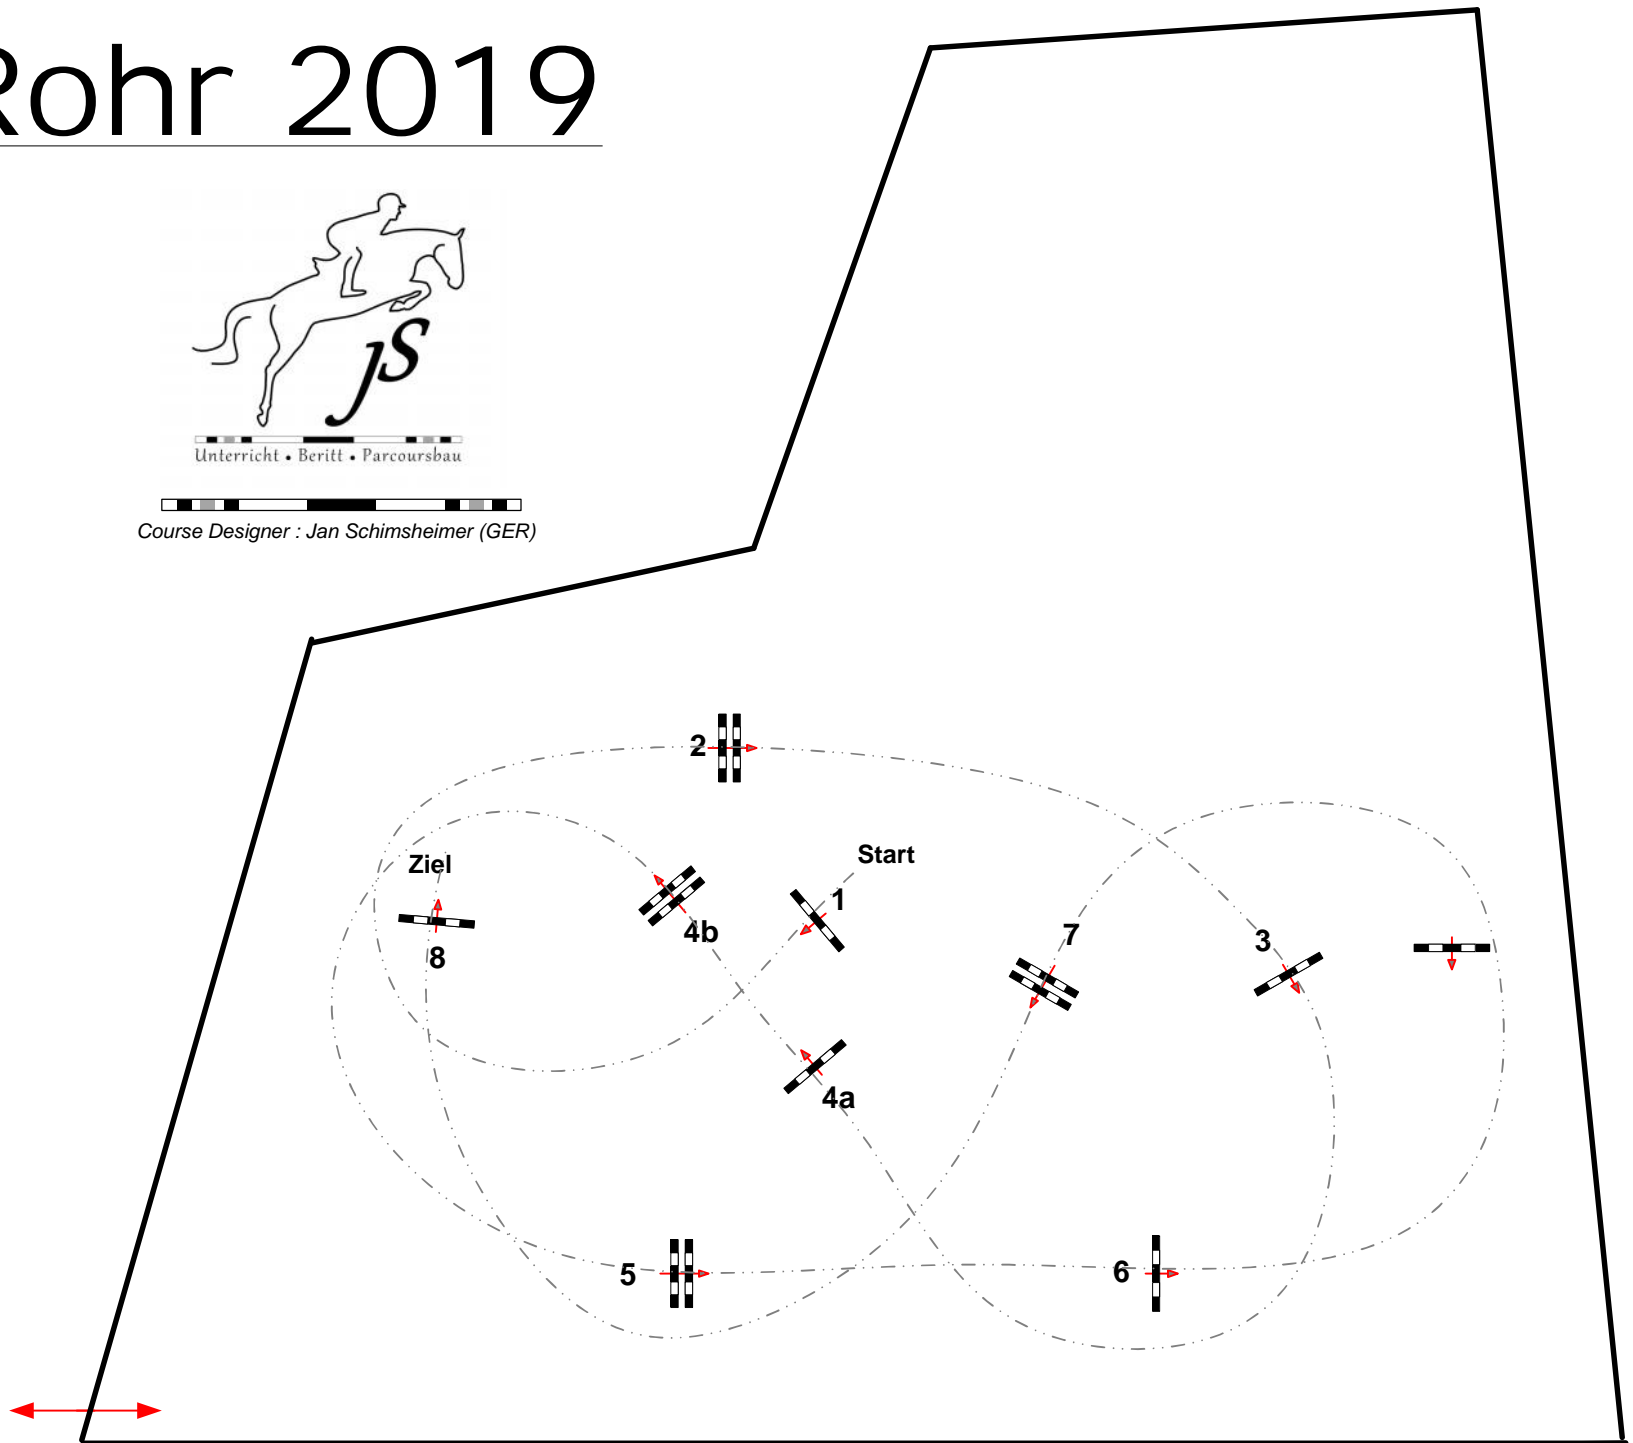 Rohr 2019
jS
Unterricht • Beritt • Parcoursbau
Course Designer : Jan Schimsheimer (GER)
2
Ziel
Start
1
4b
7
3
8
4a
5
6